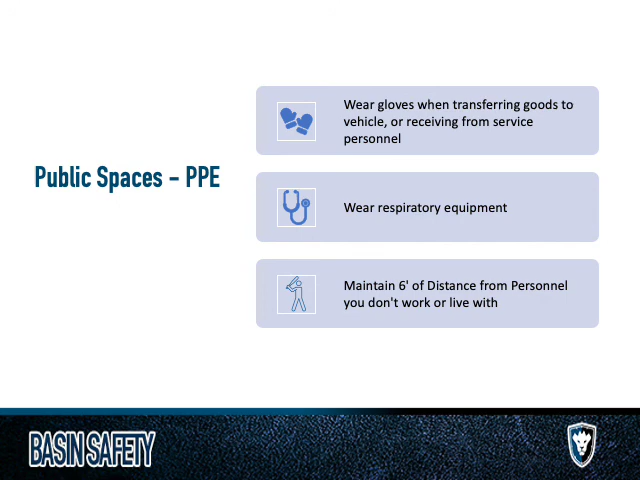 Public Spaces - PPE
Wear gloves when transferring goods to
vehicle, or receiving from service
personnel
Wear respiratory equipment
Maintain 6' of Distance from Personnel
you don't work or live with
BASIN SAFETY